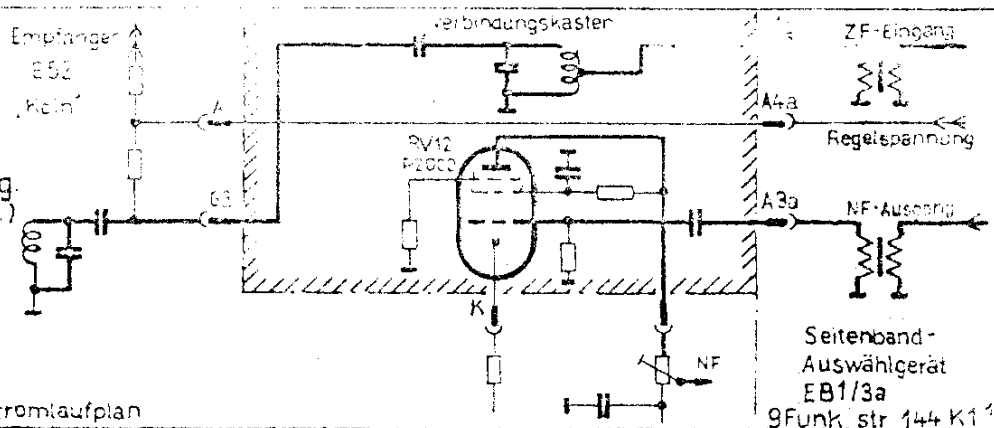 Empfänger
E52
„Köln"
Verbindungskasten
ZF-Eingang
A
A4a
Regelspannung
RV12
P2000
G3
A3a
NF-Ausgang
K
NF
Seitenband-
Auswählgerät
EB1/3a
9Funk str 144 K1
tromlaufplan